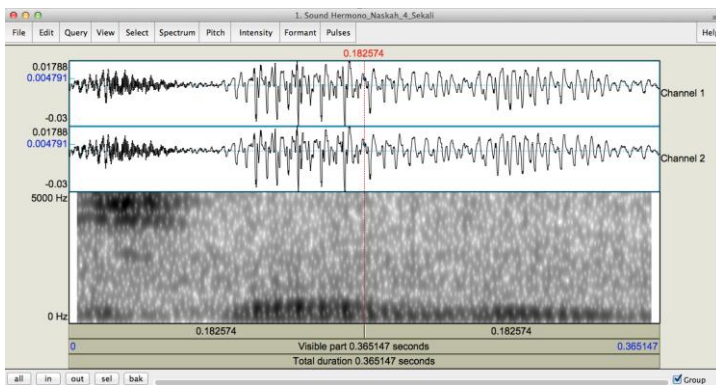 1. Sound Hermono_Naskah_4_Sekali
File Edit Query View Select Spectrum Pitch Intensity Formant Pulses Help
0.182574
0.01788
0.004791
-0.03
Channel 1
0.01788
0.004791
-0.03
Channel 2
5000 Hz
0 Hz
0.182574 0.182574
0 Visible part 0.365147 seconds 0.365147
Total duration 0.365147 seconds
all in out sel bak Group